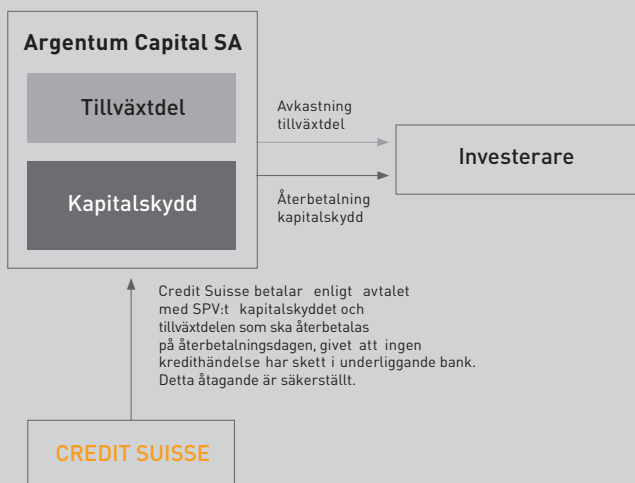 Argentum Capital SA
Tillväxtdel
Kapitalskydd
Avkastning
tillväxtdel
Återbetalning
kapitalskydd
Investerare
Credit Suisse betalar enligt avtalet
med SPV:t kapitalskyddet och
tillväxtdelen som ska återbetalas
på återbetalningsdagen, givet att ingen
kredithändelse har skett i underliggande bank.
Detta åtagande är säkerställt.
CREDIT SUISSE